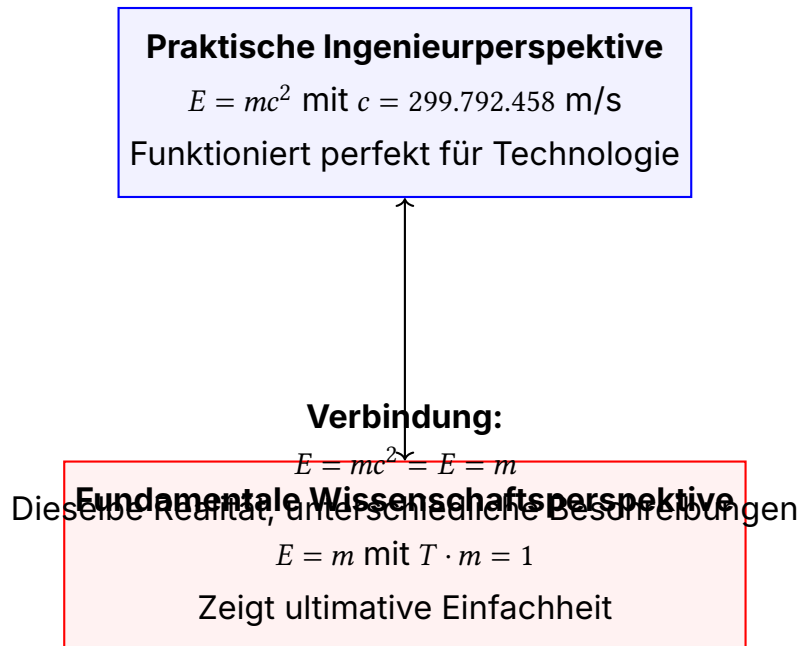 Praktische Ingenieurperspektive
E = mc² mit c = 299.792.458 m/s
Funktioniert perfekt für Technologie
Verbindung:
E = mc² = E = m
Fundamentale Wissenschaftsperspektive
Dieselbe Realität, unterschiedliche Beschreibungen
E = m mit T · m = 1
Zeigt ultimative Einfachheit